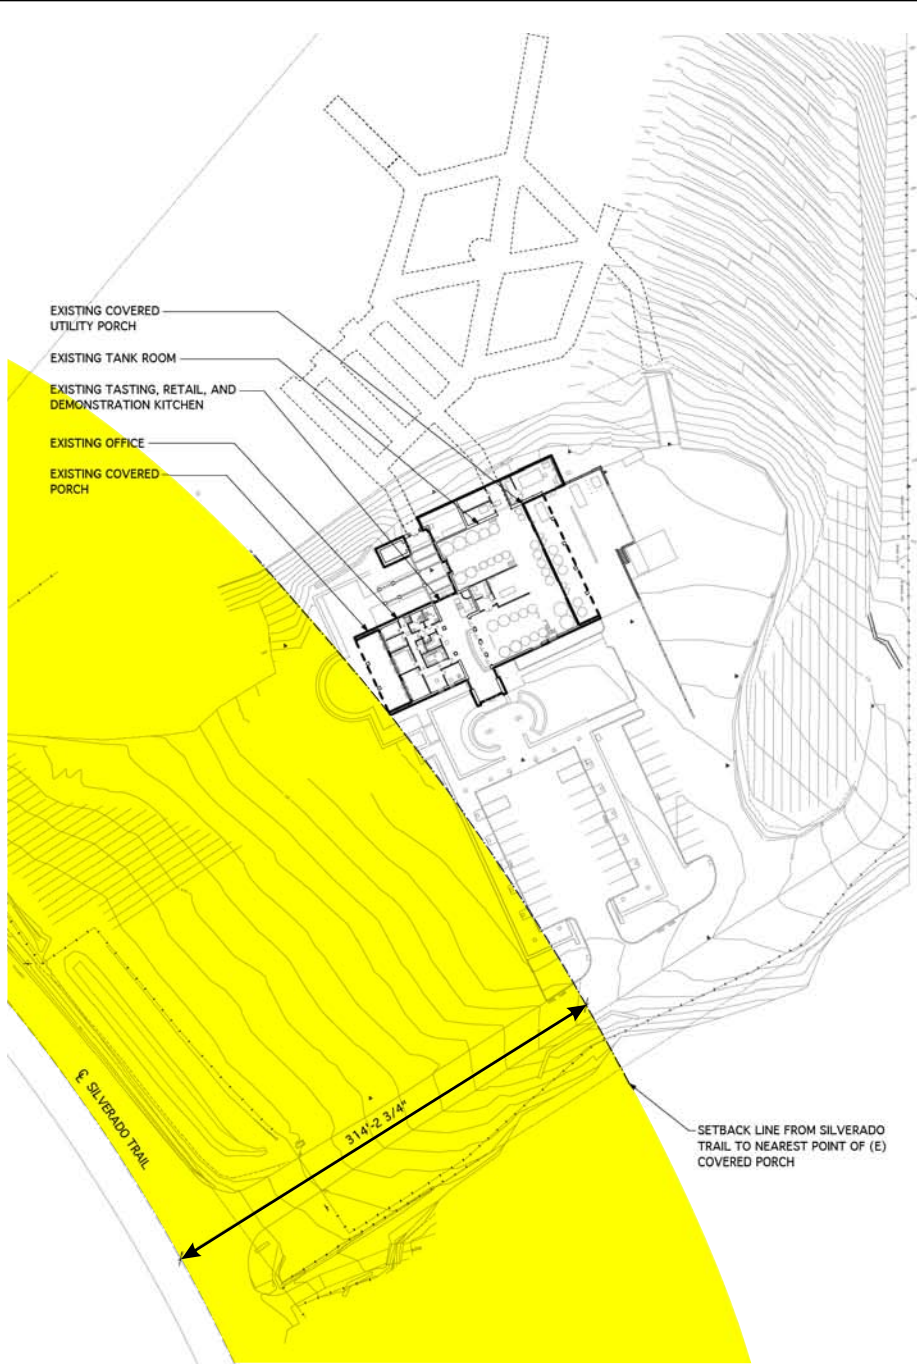 EXISTING COVERED
UTILITY PORCH
EXISTING TANK ROOM
EXISTING TASTING, RETAIL, AND
DEMONSTRATION KITCHEN
EXISTING OFFICE
EXISTING COVERED
PORCH
℄ SILVERADO TRAIL
314'-2 3/4"
SETBACK LINE FROM SILVERADO
TRAIL TO NEAREST POINT OF (E)
COVERED PORCH